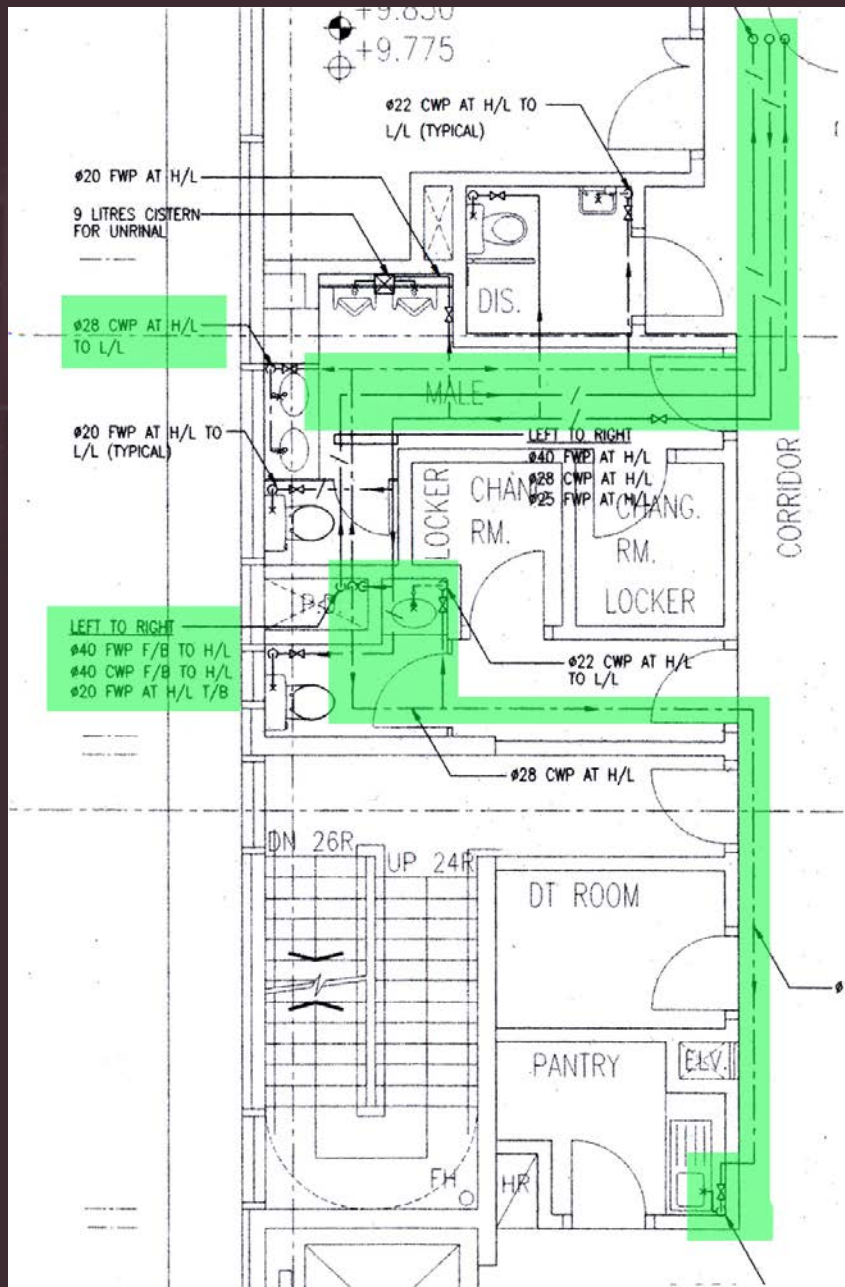 +9.850
+9.775
ø22 CWP AT H/L TO
L/L (TYPICAL)
ø20 FWP AT H/L
9 LITRES CISTERN
FOR UNRINAL
DIS.
ø28 CWP AT H/L
TO L/L
MALE
ø20 FWP AT H/L TO
L/L (TYPICAL)
LEFT TO RIGHT
ø40 FWP AT H/L
ø28 CWP AT H/L
ø25 FWP AT H/L
LOCKER
CHANG.
RM.
CHANG.
RM.
LOCKER
CORRIDOR
P.D
LEFT TO RIGHT
ø40 FWP F/B TO H/L
ø40 CWP F/B TO H/L
ø20 FWP AT H/L T/B
ø22 CWP AT H/L
TO L/L
ø28 CWP AT H/L
DN 26R
UP 24R
DT ROOM
ø
PANTRY
ELV.
FH
HR